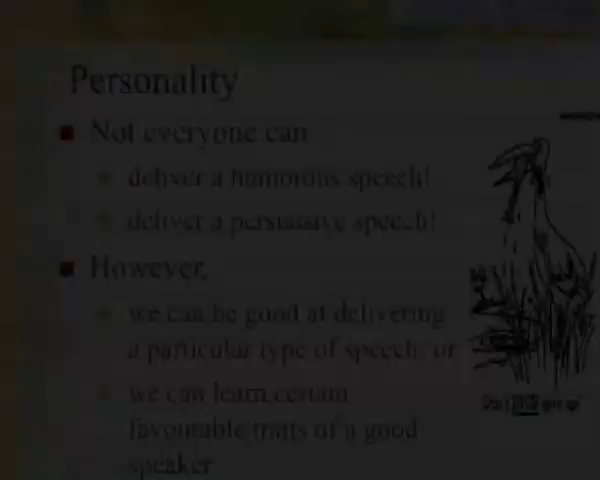 Personality
Not everyone can
deliver a humorous speech!
deliver a persuasive speech!
However,
we can be good at delivering
a particular type of speech; or
we can learn certain
favourable traits of a good
speaker